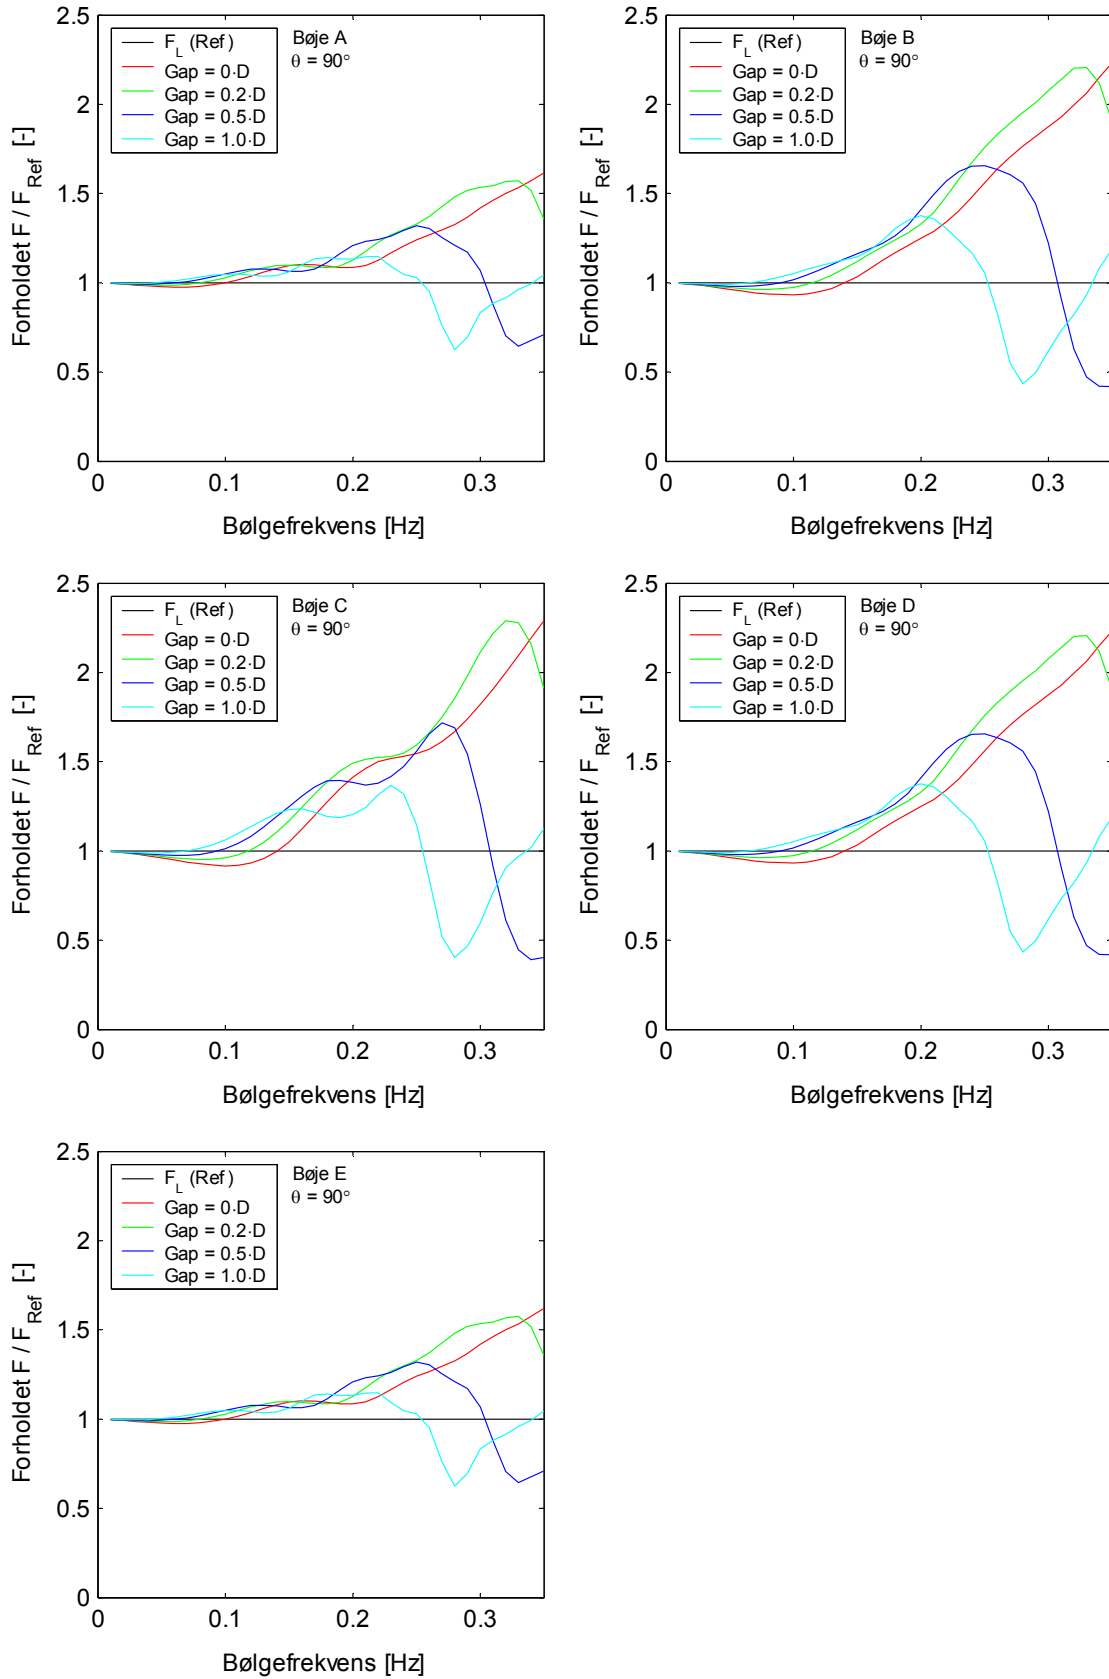 2.5
2
1.5
1
0.5
0
Forholdet F / F_Ref [-]
F_L (Ref)
Gap = 0·D
Gap = 0.2·D
Gap = 0.5·D
Gap = 1.0·D
Bøje A
θ = 90°
0 0.1 0.2 0.3
Bølgefrekvens [Hz]
2.5
2
1.5
1
0.5
0
Forholdet F / F_Ref [-]
F_L (Ref)
Gap = 0·D
Gap = 0.2·D
Gap = 0.5·D
Gap = 1.0·D
Bøje B
θ = 90°
0 0.1 0.2 0.3
Bølgefrekvens [Hz]
2.5
2
1.5
1
0.5
0
Forholdet F / F_Ref [-]
F_L (Ref)
Gap = 0·D
Gap = 0.2·D
Gap = 0.5·D
Gap = 1.0·D
Bøje C
θ = 90°
0 0.1 0.2 0.3
Bølgefrekvens [Hz]
2.5
2
1.5
1
0.5
0
Forholdet F / F_Ref [-]
F_L (Ref)
Gap = 0·D
Gap = 0.2·D
Gap = 0.5·D
Gap = 1.0·D
Bøje D
θ = 90°
0 0.1 0.2 0.3
Bølgefrekvens [Hz]
2.5
2
1.5
1
0.5
0
Forholdet F / F_Ref [-]
F_L (Ref)
Gap = 0·D
Gap = 0.2·D
Gap = 0.5·D
Gap = 1.0·D
Bøje E
θ = 90°
0 0.1 0.2 0.3
Bølgefrekvens [Hz]